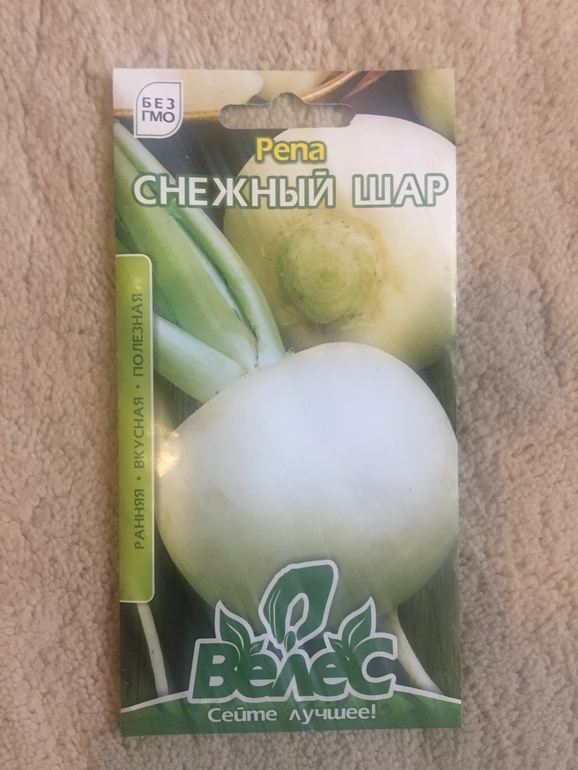 БЕЗ
ГМО
Репа
СНЕЖНЫЙ ШАР
РАННЯЯ • ВКУСНАЯ • ПОЛЕЗНАЯ
Велес
Сейте лучшее!